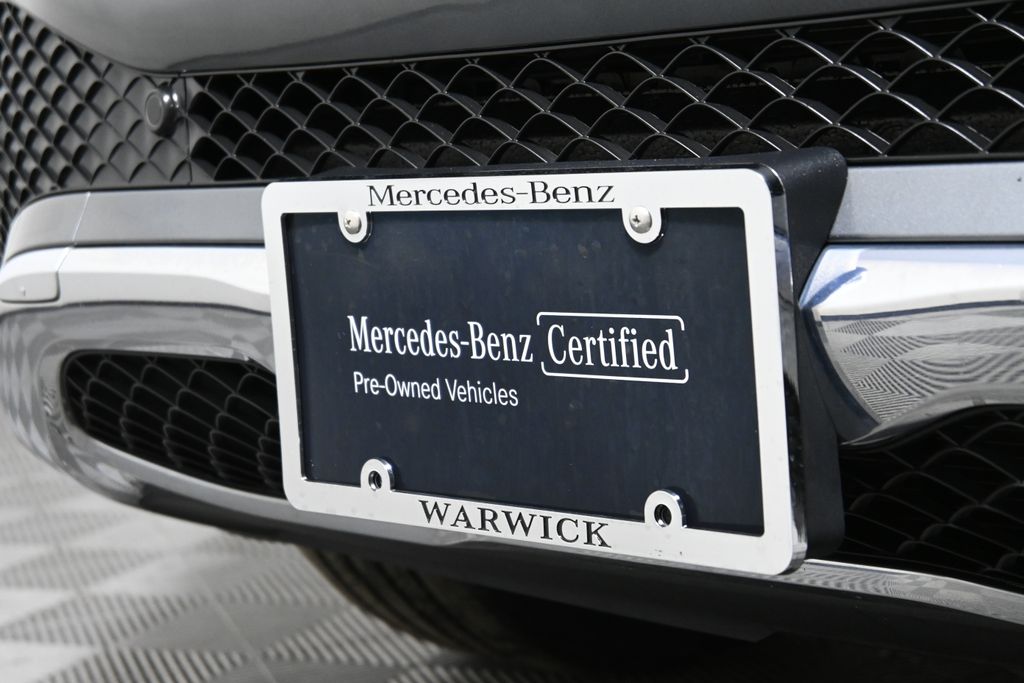 Mercedes-Benz
Mercedes-Benz Certified
Pre-Owned Vehicles
WARWICK